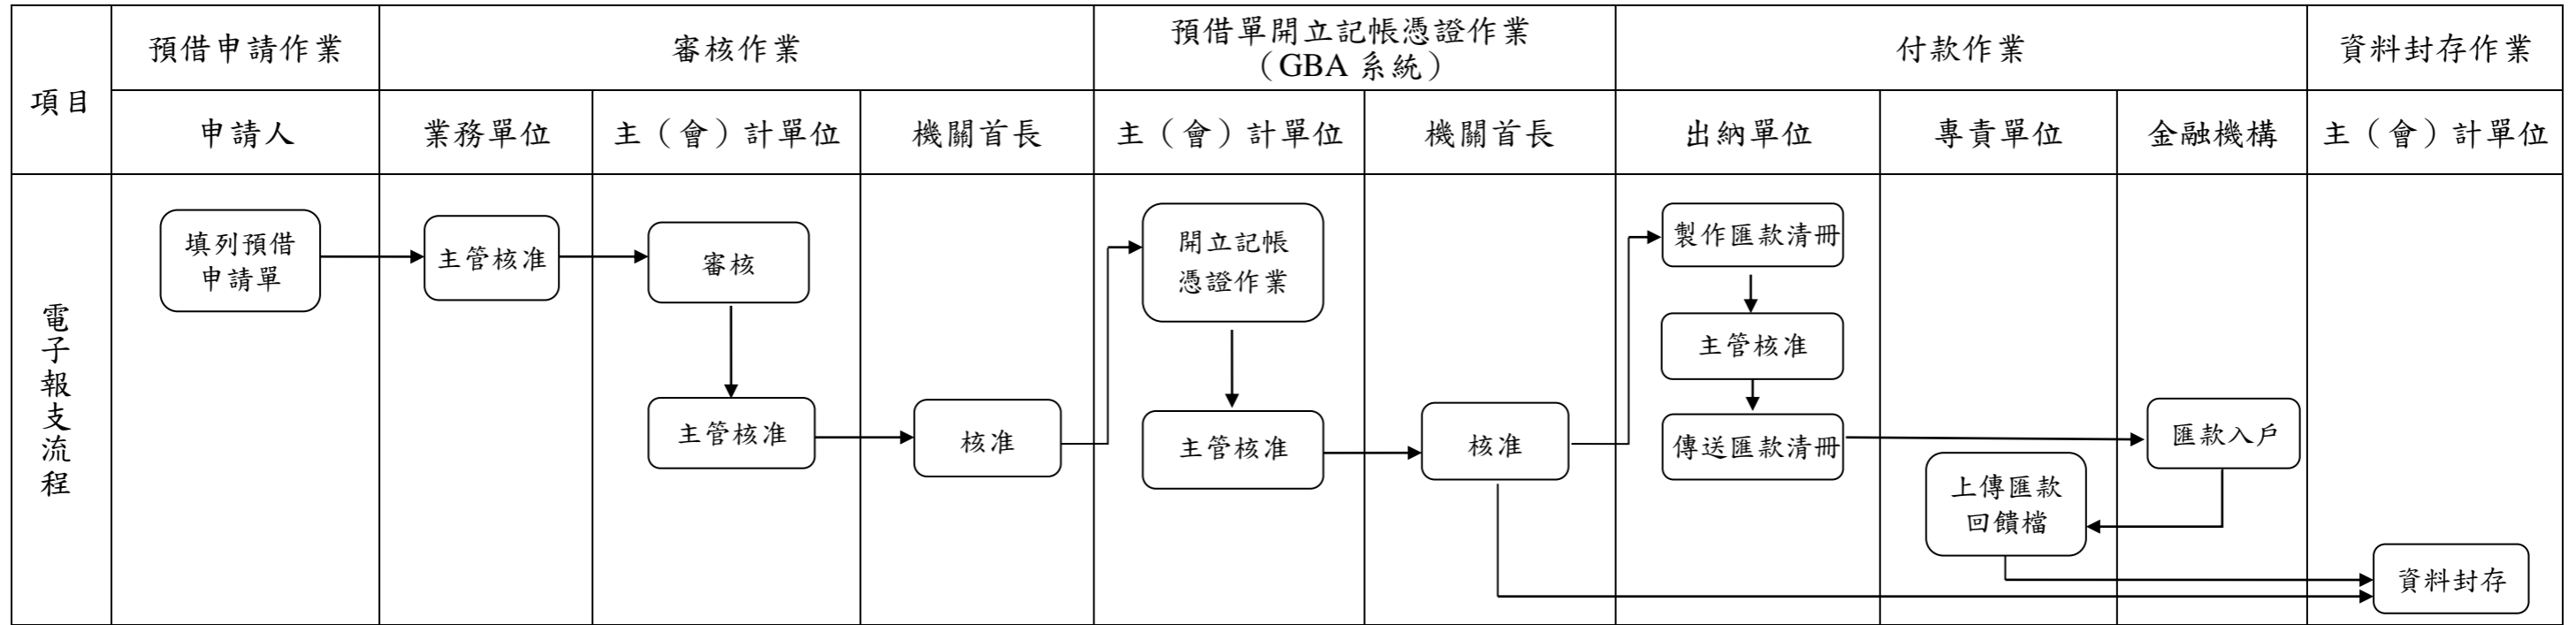 項目
預借申請作業
審核作業
預借單開立記帳憑證作業
（GBA 系統）
付款作業
資料封存作業
申請人
業務單位
主（會）計單位
機關首長
主（會）計單位
機關首長
出納單位
專責單位
金融機構
主（會）計單位
電子報支流程
填列預借
申請單
主管核准
審核
主管核准
核准
開立記帳
憑證作業
主管核准
核准
製作匯款清冊
主管核准
傳送匯款清冊
上傳匯款
回饋檔
匯款入戶
資料封存